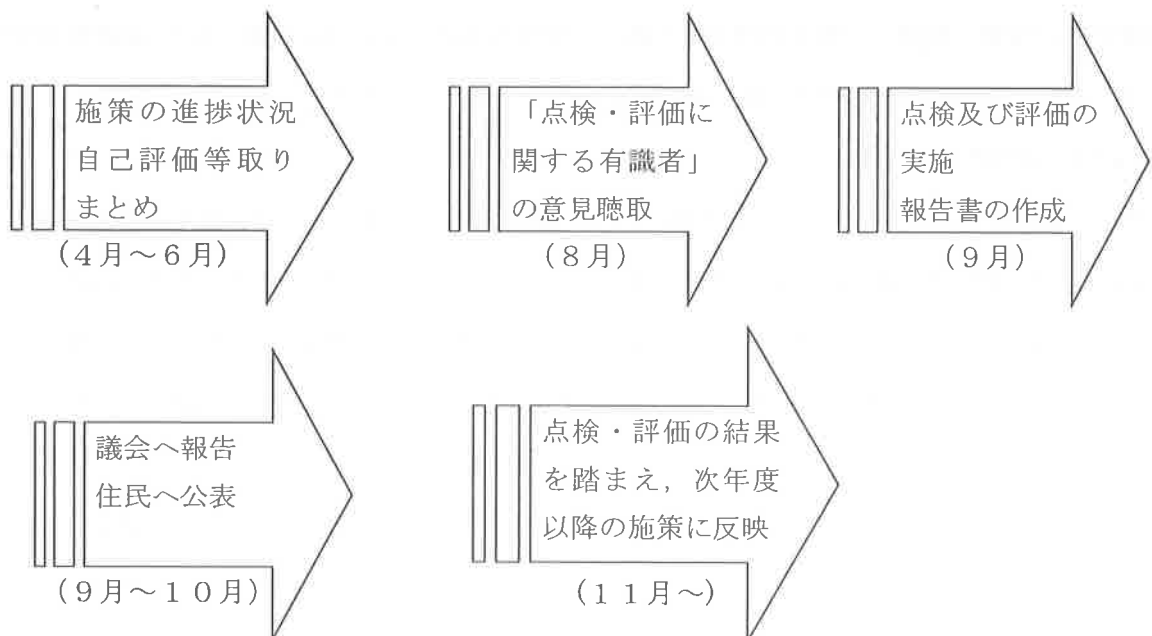 施策の進捗状況
自己評価等取り
まとめ
(4月～6月)
「点検・評価に
関する有識者」
の意見聴取
(8月)
点検及び評価の
実施
報告書の作成
(9月)
議会へ報告
住民へ公表
(9月～10月)
点検・評価の結果
を踏まえ，次年度
以降の施策に反映
(11月～)